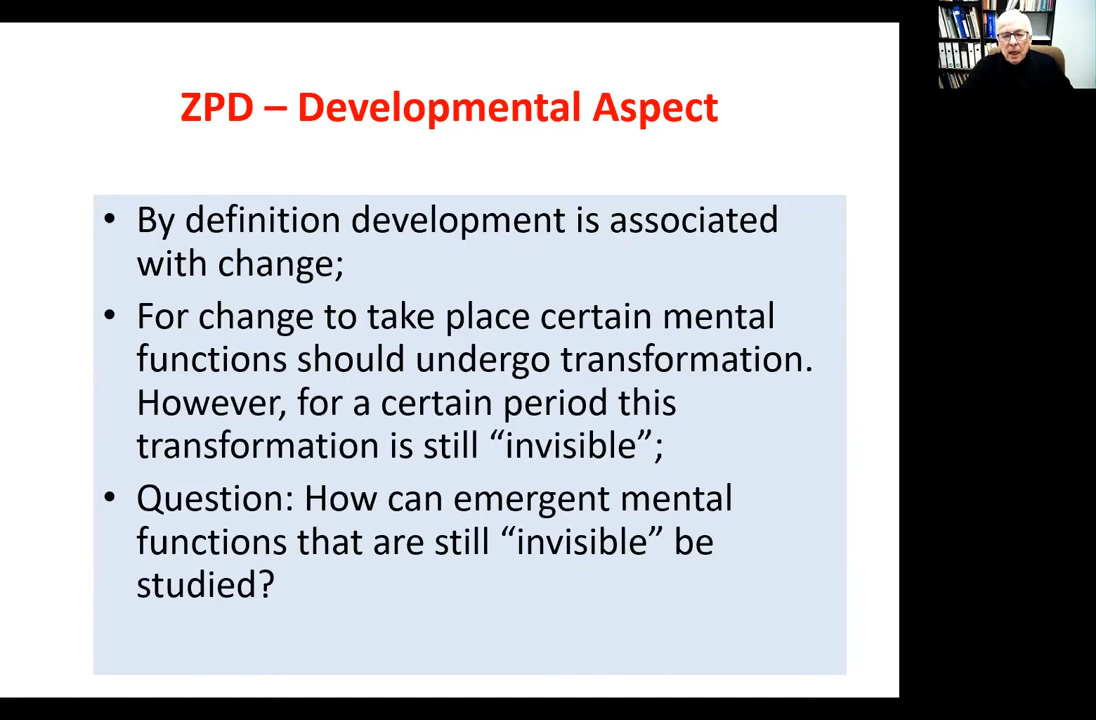 ZPD – Developmental Aspect
• By definition development is associated
with change;
• For change to take place certain mental
functions should undergo transformation.
However, for a certain period this
transformation is still “invisible”;
• Question: How can emergent mental
functions that are still “invisible” be
studied?